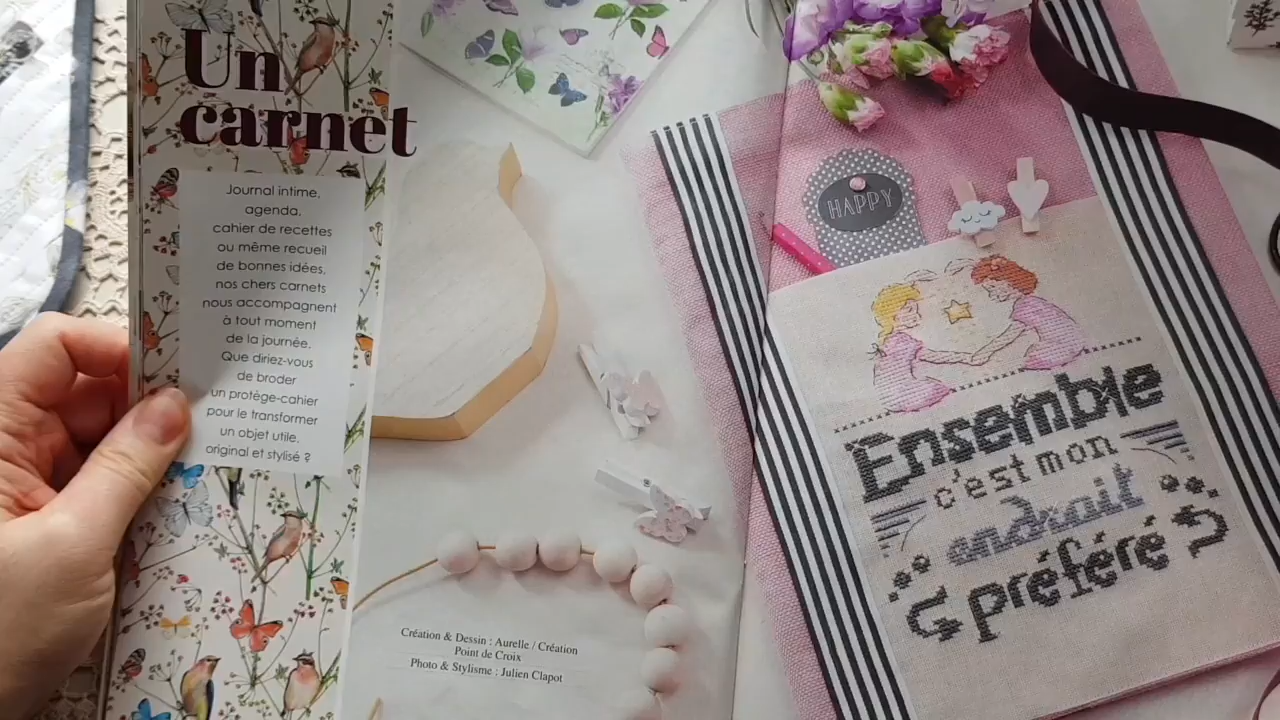 Un
carnet
Journal intime,
agenda,
cahier de recettes
ou même recueil
de bonnes idées,
nos chers carnets
nous accompagnent
à tout moment
de la journée.
Que diriez-vous
de broder
un protège-cahier
pour le transformer
un objet utile,
original et stylisé ?
Création & Dessin : Aurelle / Création
Point de Croix
Photo & Stylisme : Julien Clapot
HAPPY
Ensemble
c'est mon
endroit
préféré